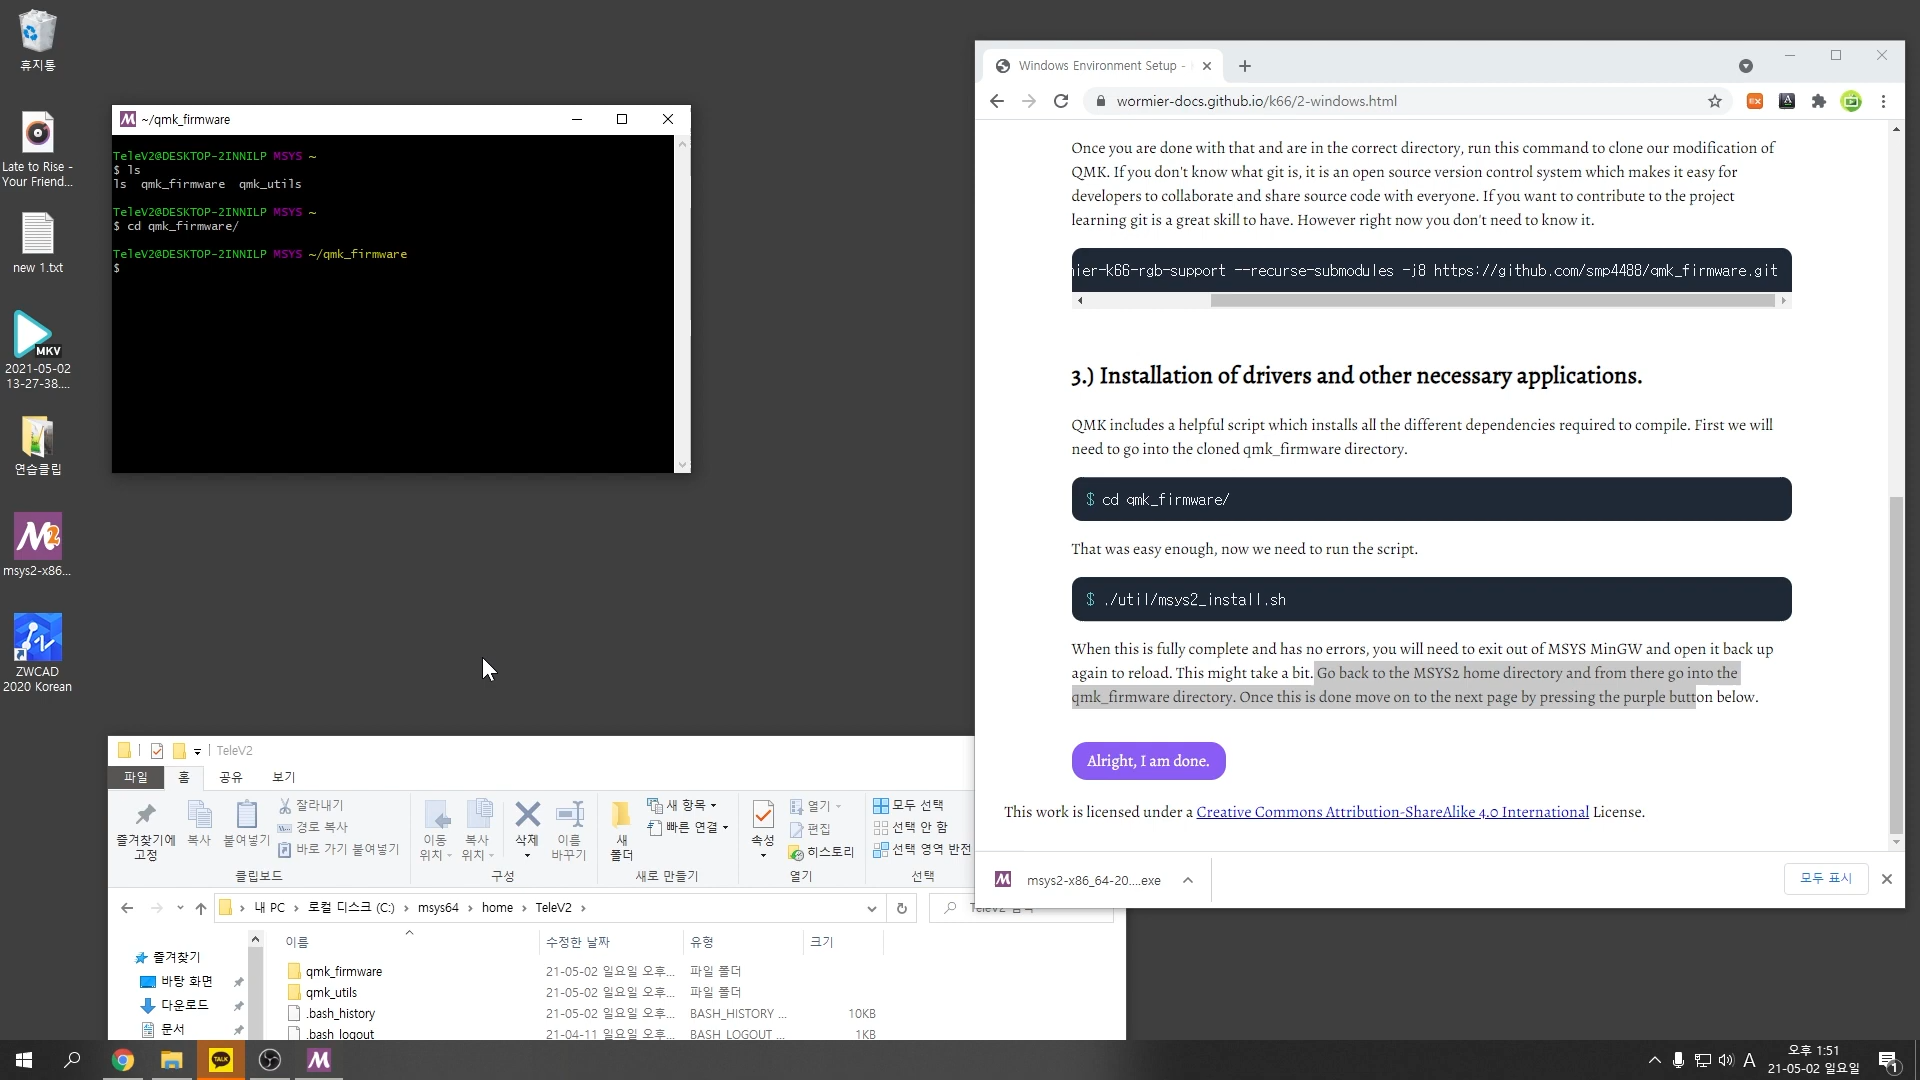 휴지통
Late to Rise -
Your Friend...
new 1.txt
MKV
2021-05-02
13-27-38....
연습클립
msys2-x86...
ZWCAD
2020 Korean
~/qmk_firmware
TeleV2@DESKTOP-2INNILP MSYS ~
$ ls
ls  qmk_firmware  qmk_utils
TeleV2@DESKTOP-2INNILP MSYS ~
$ cd qmk_firmware/
TeleV2@DESKTOP-2INNILP MSYS ~/qmk_firmware
$
Windows Environment Setup -
wormier-docs.github.io/k66/2-windows.html
Once you are done with that and are in the correct directory, run this command to clone our modification of
QMK. If you don't know what git is, it is an open source version control system which makes it easy for
developers to collaborate and share source code with everyone. If you want to contribute to the project
learning git is a great skill to have. However right now you don't need to know it.
nier-k66-rgb-support --recurse-submodules -j8 https://github.com/smp4488/qmk_firmware.git
3.) Installation of drivers and other necessary applications.
QMK includes a helpful script which installs all the different dependencies required to compile. First we will
need to go into the cloned qmk_firmware directory.
$ cd qmk_firmware/
That was easy enough, now we need to run the script.
$ ./util/msys2_install.sh
When this is fully complete and has no errors, you will need to exit out of MSYS MinGW and open it back up
again to reload. This might take a bit. Go back to the MSYS2 home directory and from there go into the
qmk_firmware directory. Once this is done move on to the next page by pressing the purple button below.
Alright, I am done.
This work is licensed under a Creative Commons Attribution-ShareAlike 4.0 International License.
msys2-x86_64-20....exe
모두 표시
TeleV2
파일 홈 공유 보기
즐겨찾기에 고정
복사
붙여넣기
잘라내기
경로 복사
바로 가기 붙여넣기
클립보드
이동 위치
복사 위치
삭제
이름 바꾸기
구성
새 폴더
새 항목
빠른 연결
새로 만들기
속성
열기
편집
히스토리
열기
모두 선택
선택 안 함
선택 영역 반전
선택
내 PC > 로컬 디스크 (C:) > msys64 > home > TeleV2 >
즐겨찾기
바탕 화면
다운로드
문서
이름 수정한 날짜 유형 크기
qmk_firmware 21-05-02 일요일 오후... 파일 폴더
qmk_utils 21-05-02 일요일 오후... 파일 폴더
.bash_history 21-05-02 일요일 오후... BASH_HISTORY ... 10KB
.bash_logout 21-04-11 일요일 오후... BASH_LOGOUT ... 1KB
TALK
A
오후 1:51
21-05-02 일요일
1